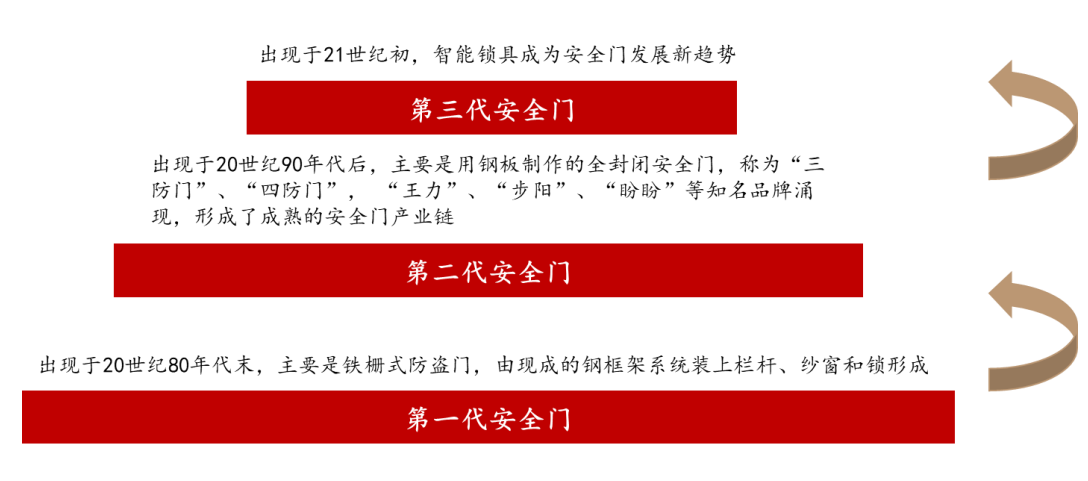 出现于21世纪初，智能锁具成为安全门发展新趋势
第三代安全门
出现于20世纪90年代后，主要是用钢板制作的全封闭安全门，称为“三
防门”、“四防门”， “王力”、“步阳”、“盼盼”等知名品牌涌
现，形成了成熟的安全门产业链
第二代安全门
出现于20世纪80年代末，主要是铁栅式防盗门，由现成的钢框架系统装上栏杆、纱窗和锁形成
第一代安全门